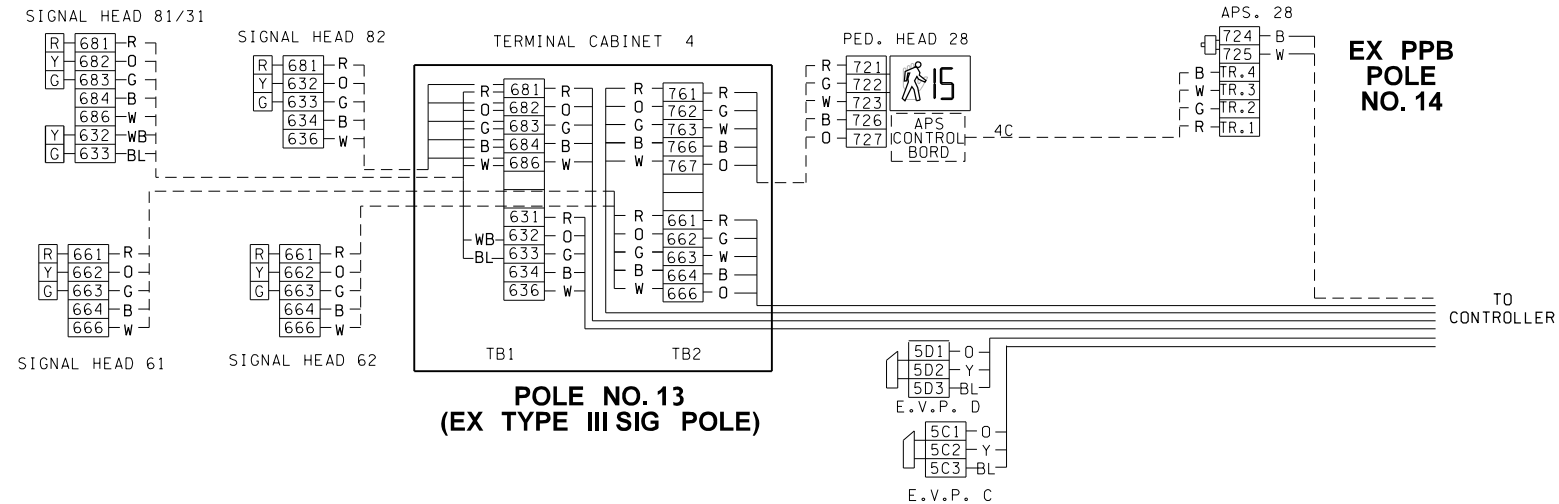 SIGNAL HEAD 81/31
R 681 R
Y 682 O
G 683 G
684 B
686 W
Y 632 WB
G 633 BL
SIGNAL HEAD 82
R 681 R
Y 632 O
G 633 G
634 B
636 W
TERMINAL CABINET 4
R 681 R
O 682 O
G 683 G
B 684 B
W 686 W
631 R
WB 632 O
BL 633 G
634 B
636 W
TB1
R 761 R
O 762 G
G 763 W
B 766 B
W 767 O
R 661 R
O 662 G
G 663 W
B 664 B
W 666 O
TB2
POLE NO. 13
(EX TYPE III SIG POLE)
R 661 R
Y 662 O
G 663 G
664 B
666 W
SIGNAL HEAD 61
R 661 R
Y 662 O
G 663 G
664 B
666 W
SIGNAL HEAD 62
PED. HEAD 28
R 721
G 722
W 723
B 726
O 727
15
APS
CONTROL
BORD
4C
APS. 28
724 B
725 W
B TR.4
W TR.3
G TR.2
R TR.1
EX PPB
POLE
NO. 14
TO
CONTROLLER
5D1 O
5D2 Y
5D3 BL
E.V.P. D
5C1 O
5C2 Y
5C3 BL
E.V.P. C